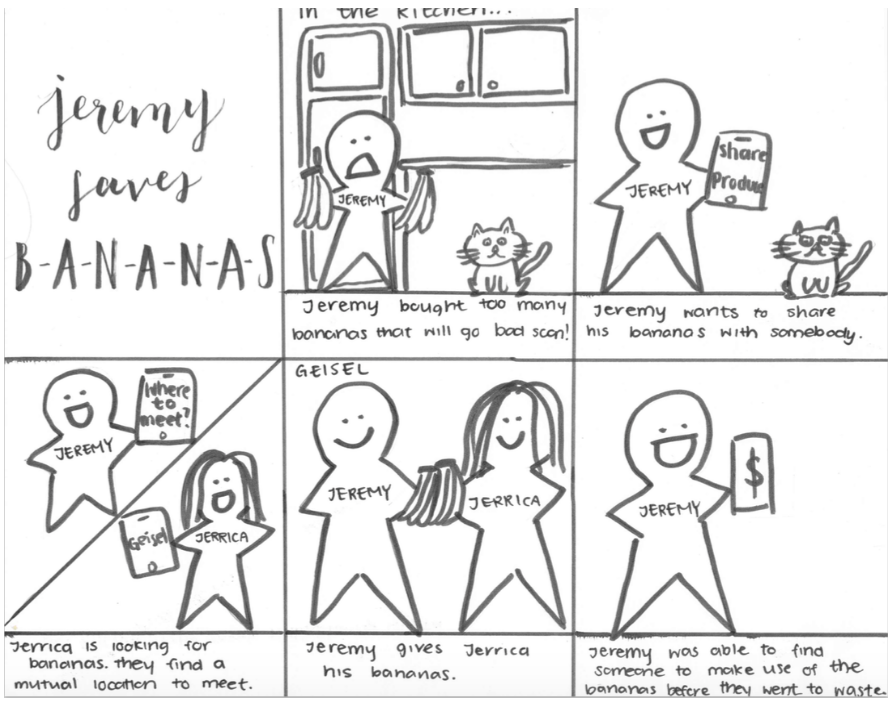 jeremy
saves
B-A-N-A-N-A-S
In the kitchen...
JEREMY
Jeremy bought too many
bananas that will go bad soon!
Share
Produce
JEREMY
Jeremy wants to share
his bananas with somebody.
Where
to
meet?
JEREMY
Geisel
JERRICA
Jerrica is looking for
bananas. they find a
mutual location to meet.
GEISEL
JEREMY
JERRICA
Jeremy gives Jerrica
his bananas.
$
JEREMY
Jeremy was able to find
someone to make use of the
bananas before they went to waste.